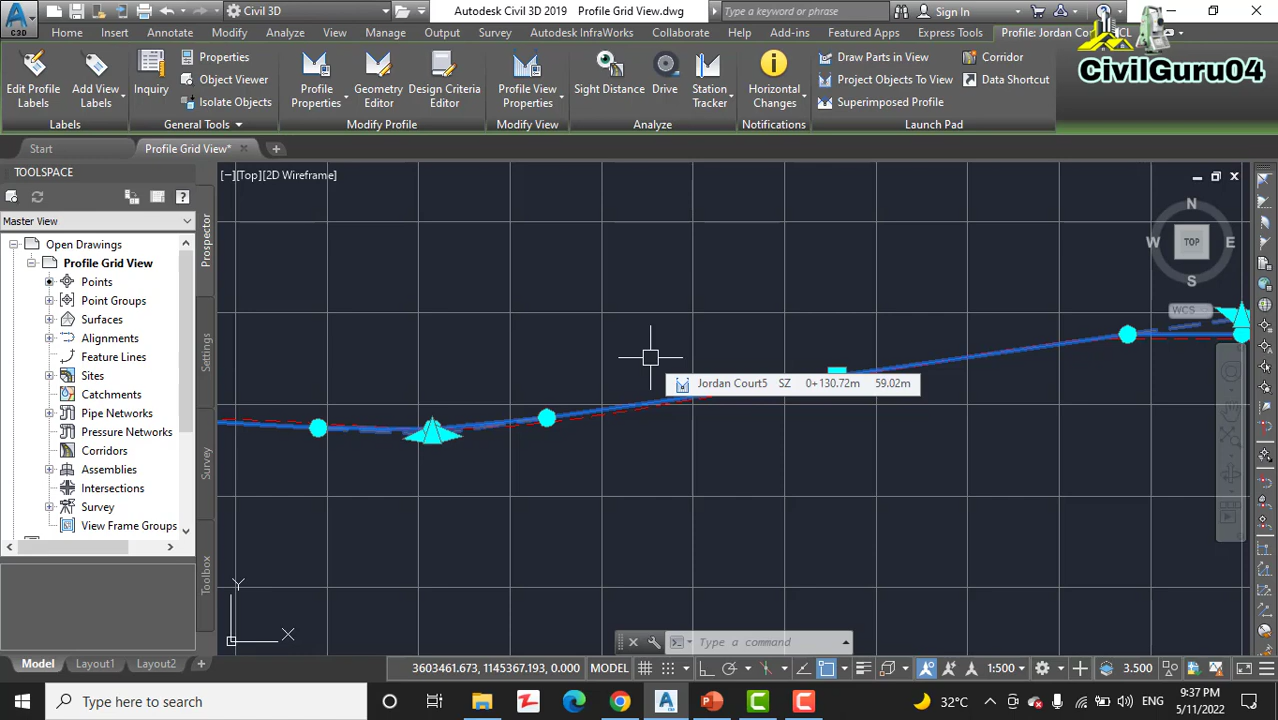 C3D
Civil 3D
Autodesk Civil 3D 2019 Profile Grid View.dwg
Type a keyword or phrase
Sign In
Home
Insert
Annotate
Modify
Analyze
View
Manage
Output
Survey
Autodesk InfraWorks
Collaborate
Help
Add-ins
Featured Apps
Express Tools
Profile: Jordan Co
CL
CivilGuru04
Edit Profile
Labels
Add View
Labels
Labels
Inquiry
Properties
Object Viewer
Isolate Objects
General Tools
Profile
Properties
Geometry
Editor
Design Criteria
Editor
Modify Profile
Profile View
Properties
Modify View
Sight Distance
Drive
Station
Tracker
Analyze
Horizontal
Changes
Notifications
Draw Parts in View
Project Objects To View
Superimposed Profile
Corridor
Data Shortcut
Launch Pad
Start
Profile Grid View*
TOOLSPACE
Master View
Open Drawings
Profile Grid View
Points
Point Groups
Surfaces
Alignments
Feature Lines
Sites
Catchments
Pipe Networks
Pressure Networks
Corridors
Assemblies
Intersections
Survey
View Frame Groups
Prospector
Settings
Survey
Toolbox
[−][Top][2D Wireframe]
N
W
TOP
E
S
WCS
Jordan Court5 SZ 0+130.72m 59.02m
Y
X
Type a command
Model
Layout1
Layout2
3603461.673, 1145367.193, 0.000
MODEL
1:500
3.500
Type here to search
32°C
ENG
9:37 PM
5/11/2022